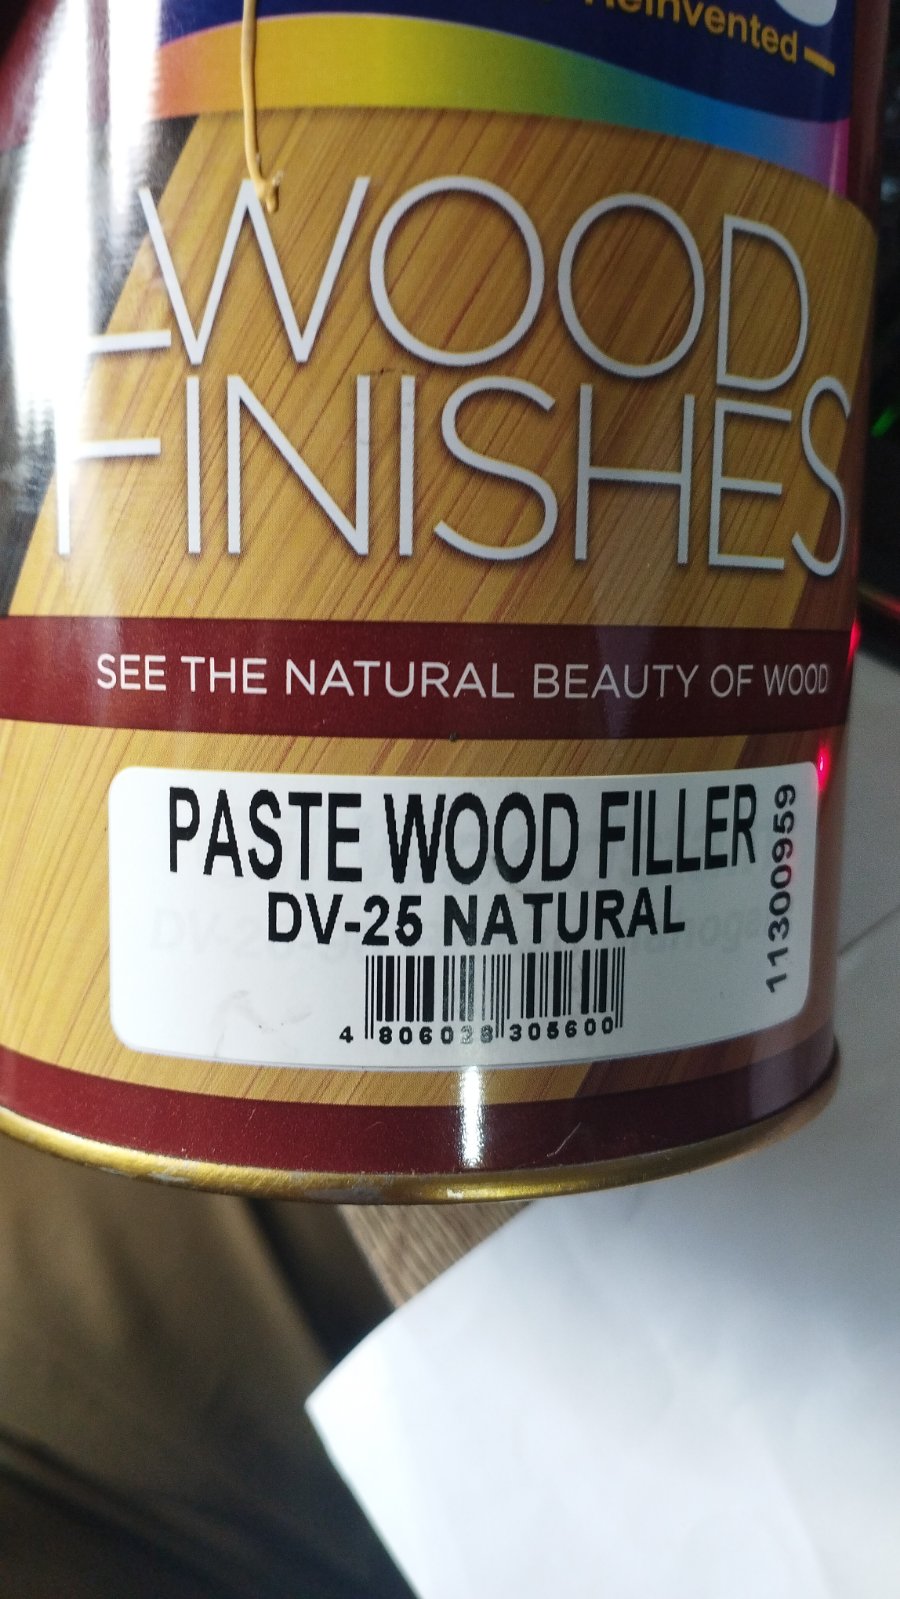 Reinvented
WOOD
FINISHES
SEE THE NATURAL BEAUTY OF WOOD
PASTE WOOD FILLER
DV-25 NATURAL
11300959
4 806028 305600